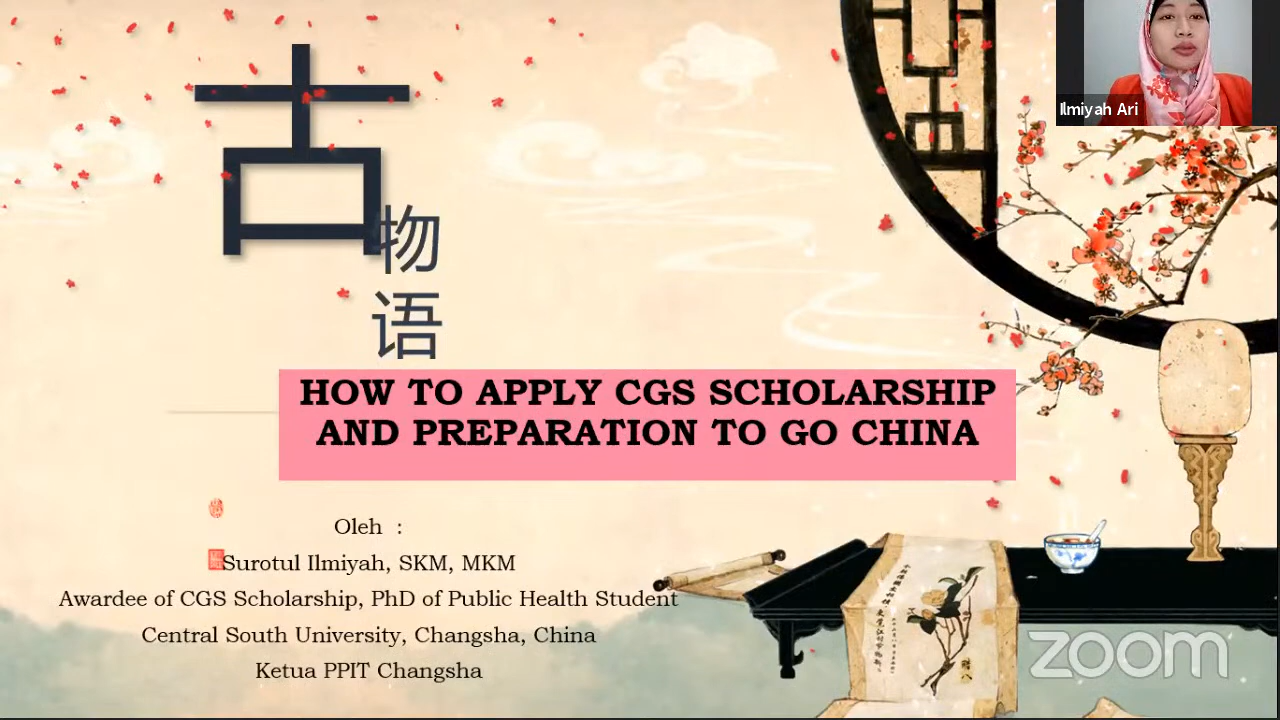 古
物
语
Ilmiyah Ari
HOW TO APPLY CGS SCHOLARSHIP
AND PREPARATION TO GO CHINA
Oleh :
Surotul Ilmiyah, SKM, MKM
Awardee of CGS Scholarship, PhD of Public Health Student
Central South University, Changsha, China
Ketua PPIT Changsha
zoom